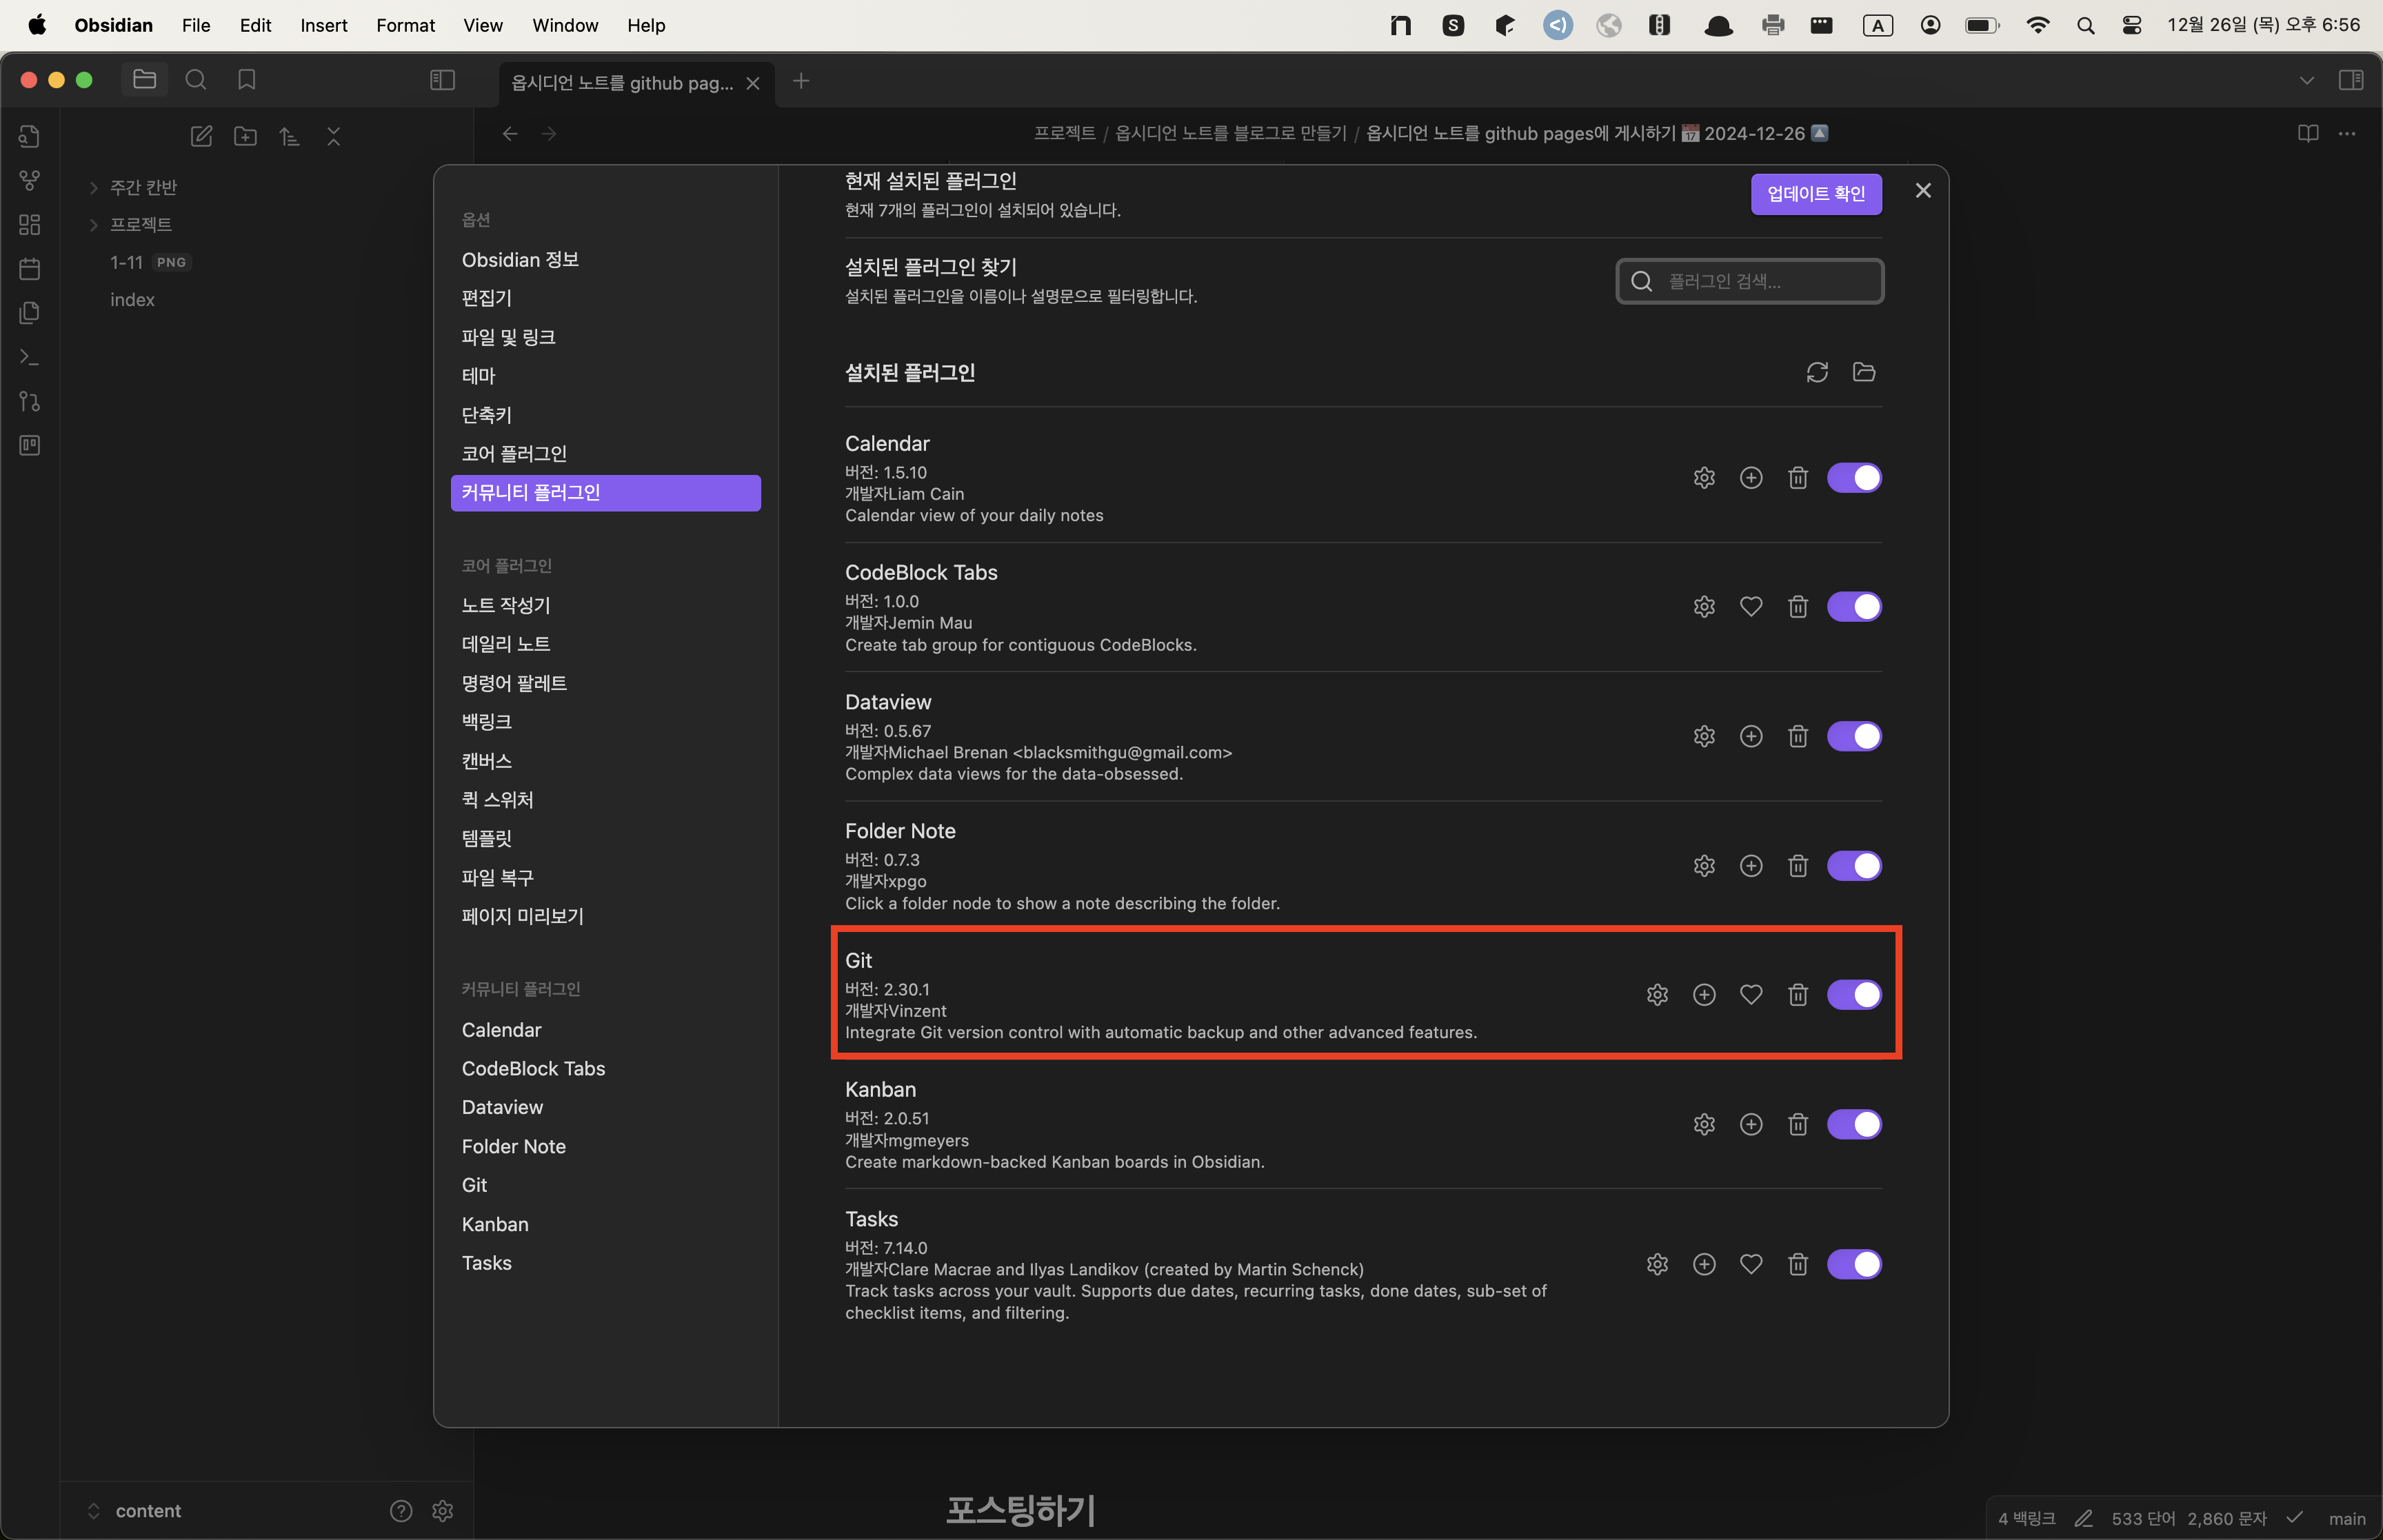 Obsidian File Edit Insert Format View Window Help
A 12월 26일 (목) 오후 6:56
옵시디언 노트를 github pag...
프로젝트 / 옵시디언 노트를 블로그로 만들기 / 옵시디언 노트를 github pages에 게시하기 📅 2024-12-26 🔼
주간 칸반
프로젝트
1-11 PNG
index
content
옵션
Obsidian 정보
편집기
파일 및 링크
테마
단축키
코어 플러그인
커뮤니티 플러그인
코어 플러그인
노트 작성기
데일리 노트
명령어 팔레트
백링크
캔버스
퀵 스위처
템플릿
파일 복구
페이지 미리보기
커뮤니티 플러그인
Calendar
CodeBlock Tabs
Dataview
Folder Note
Git
Kanban
Tasks
현재 설치된 플러그인
현재 7개의 플러그인이 설치되어 있습니다.
업데이트 확인
설치된 플러그인 찾기
설치된 플러그인을 이름이나 설명문으로 필터링합니다.
플러그인 검색...
설치된 플러그인
Calendar
버전: 1.5.10
개발자Liam Cain
Calendar view of your daily notes
CodeBlock Tabs
버전: 1.0.0
개발자Jemin Mau
Create tab group for contiguous CodeBlocks.
Dataview
버전: 0.5.67
개발자Michael Brenan <blacksmithgu@gmail.com>
Complex data views for the data-obsessed.
Folder Note
버전: 0.7.3
개발자xpgo
Click a folder node to show a note describing the folder.
Git
버전: 2.30.1
개발자Vinzent
Integrate Git version control with automatic backup and other advanced features.
Kanban
버전: 2.0.51
개발자mgmeyers
Create markdown-backed Kanban boards in Obsidian.
Tasks
버전: 7.14.0
개발자Clare Macrae and Ilyas Landikov (created by Martin Schenck)
Track tasks across your vault. Supports due dates, recurring tasks, done dates, sub-set of
checklist items, and filtering.
포스팅하기
4 백링크 533 단어 2,860 문자 main